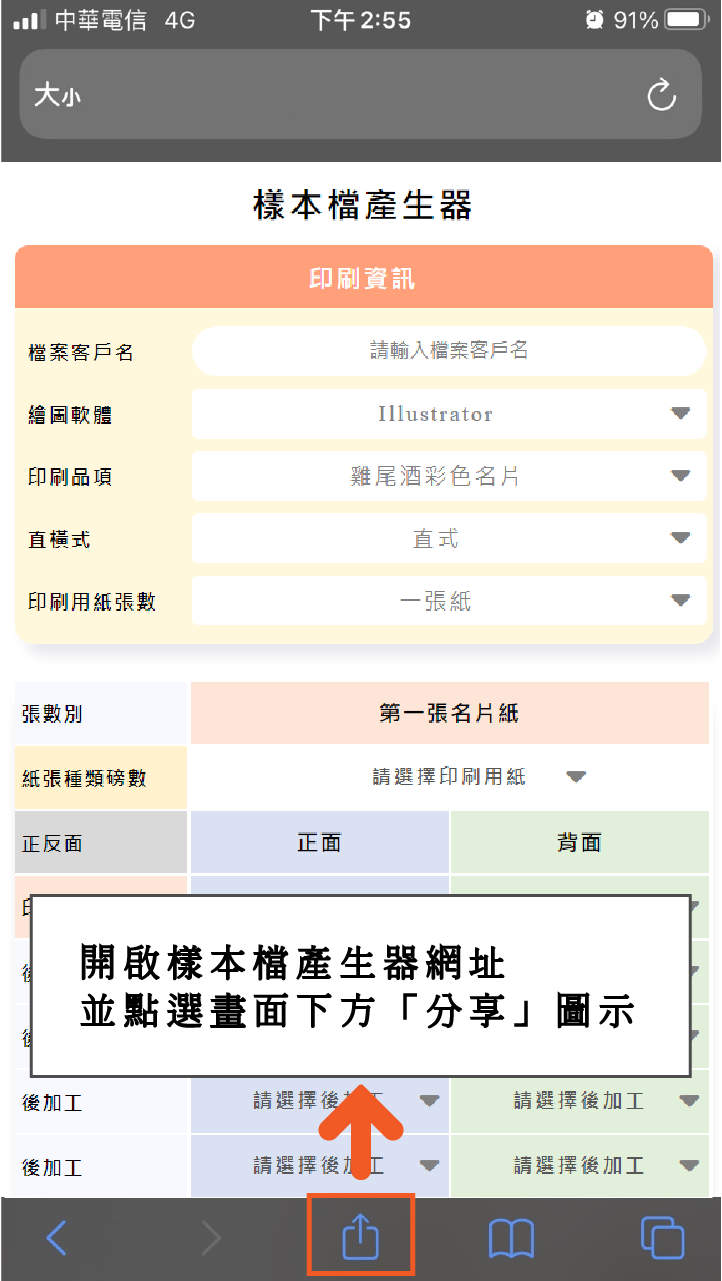 中華電信 4G 下午 2:55 91%
大小
樣本檔產生器
印刷資訊
檔案客戶名 請輸入檔案客戶名
繪圖軟體 Illustrator
印刷品項 雞尾酒彩色名片
直橫式 直式
印刷用紙張數 一張紙
張數別 第一張名片紙
紙張種類磅數 請選擇印刷用紙
正反面 正面 背面
開啟樣本檔產生器網址
並點選畫面下方「分享」圖示
後加工 請選擇後加工 請選擇後加工
後加工 請選擇後加工 請選擇後加工